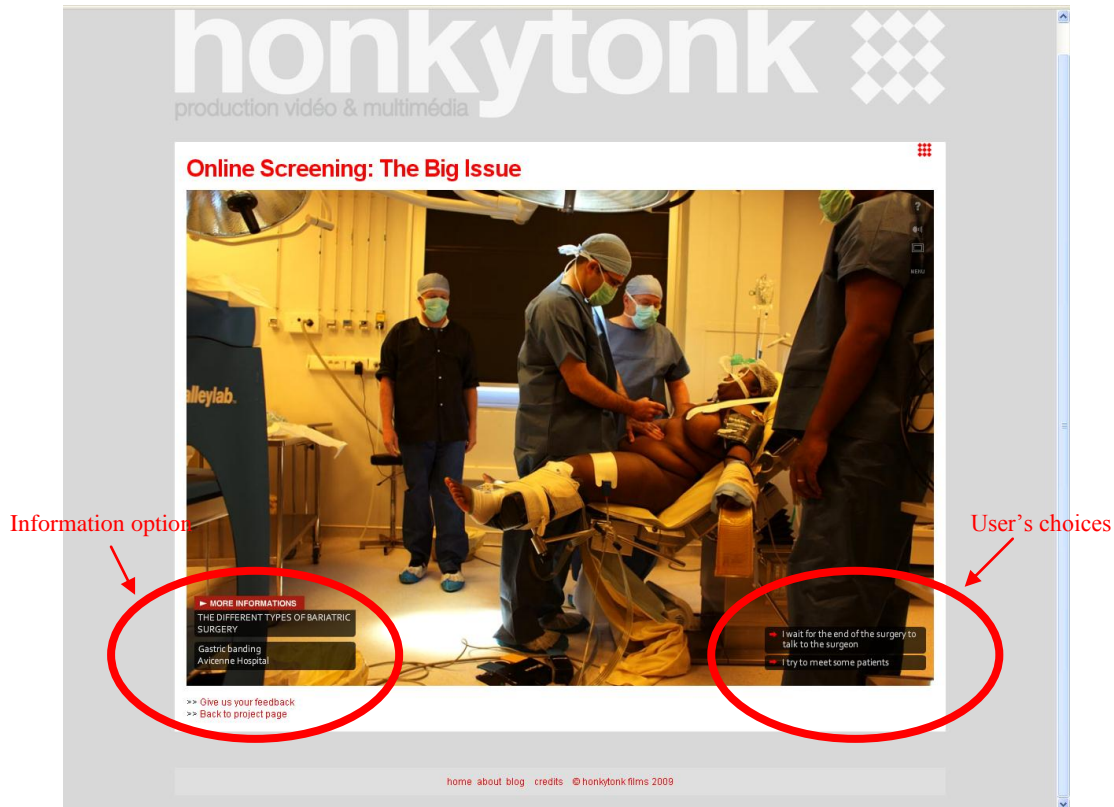 honkytonk
production vidéo & multimédia
Online Screening: The Big Issue
?
MENU
alleylab.
Information option
User's choices
► MORE INFORMATIONS
THE DIFFERENT TYPES OF BARIATRIC
SURGERY
Gastric banding
Avicenne Hospital
➡ I wait for the end of the surgery to
talk to the surgeon
➡ I try to meet some patients
>> Give us your feedback
>> Back to project page
home about blog credits © honkytonk films 2009